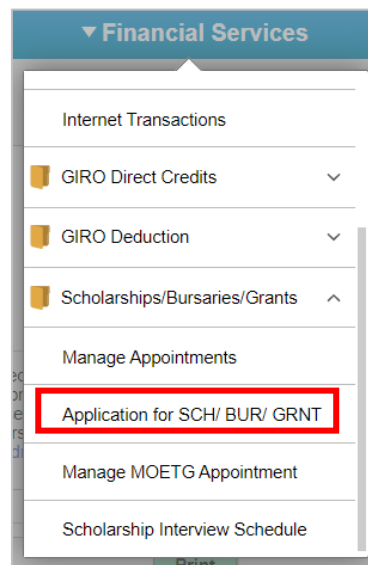 Financial Services
Internet Transactions
GIRO Direct Credits
GIRO Deduction
Scholarships/Bursaries/Grants
Manage Appointments
Application for SCH/ BUR/ GRNT
Manage MOETG Appointment
Scholarship Interview Schedule
Print